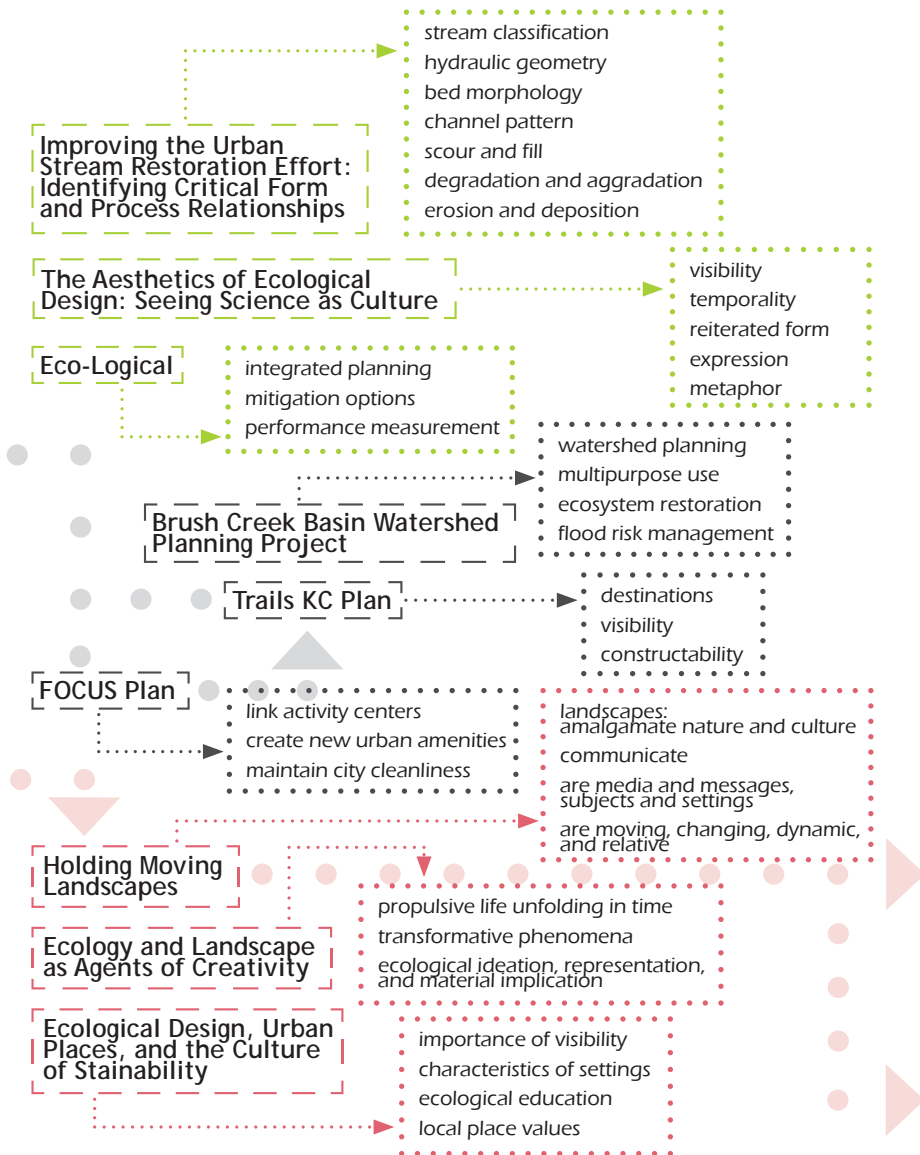 stream classification
hydraulic geometry
bed morphology
channel pattern
scour and fill
degradation and aggradation
erosion and deposition
Improving the Urban
Stream Restoration Effort:
Identifying Critical Form
and Process Relationships
The Aesthetics of Ecological
Design: Seeing Science as Culture
visibility
temporality
reiterated form
expression
metaphor
Eco-Logical
integrated planning
mitigation options
performance measurement
watershed planning
multipurpose use
ecosystem restoration
flood risk management
Brush Creek Basin Watershed
Planning Project
Trails KC Plan
destinations
visibility
constructability
FOCUS Plan
link activity centers
create new urban amenities
maintain city cleanliness
landscapes:
amalgamate nature and culture
communicate
are media and messages,
subjects and settings
are moving, changing, dynamic,
and relative
Holding Moving
Landscapes
propulsive life unfolding in time
transformative phenomena
ecological ideation, representation,
and material implication
Ecology and Landscape
as Agents of Creativity
Ecological Design, Urban
Places, and the Culture
of Stainability
importance of visibility
characteristics of settings
ecological education
local place values